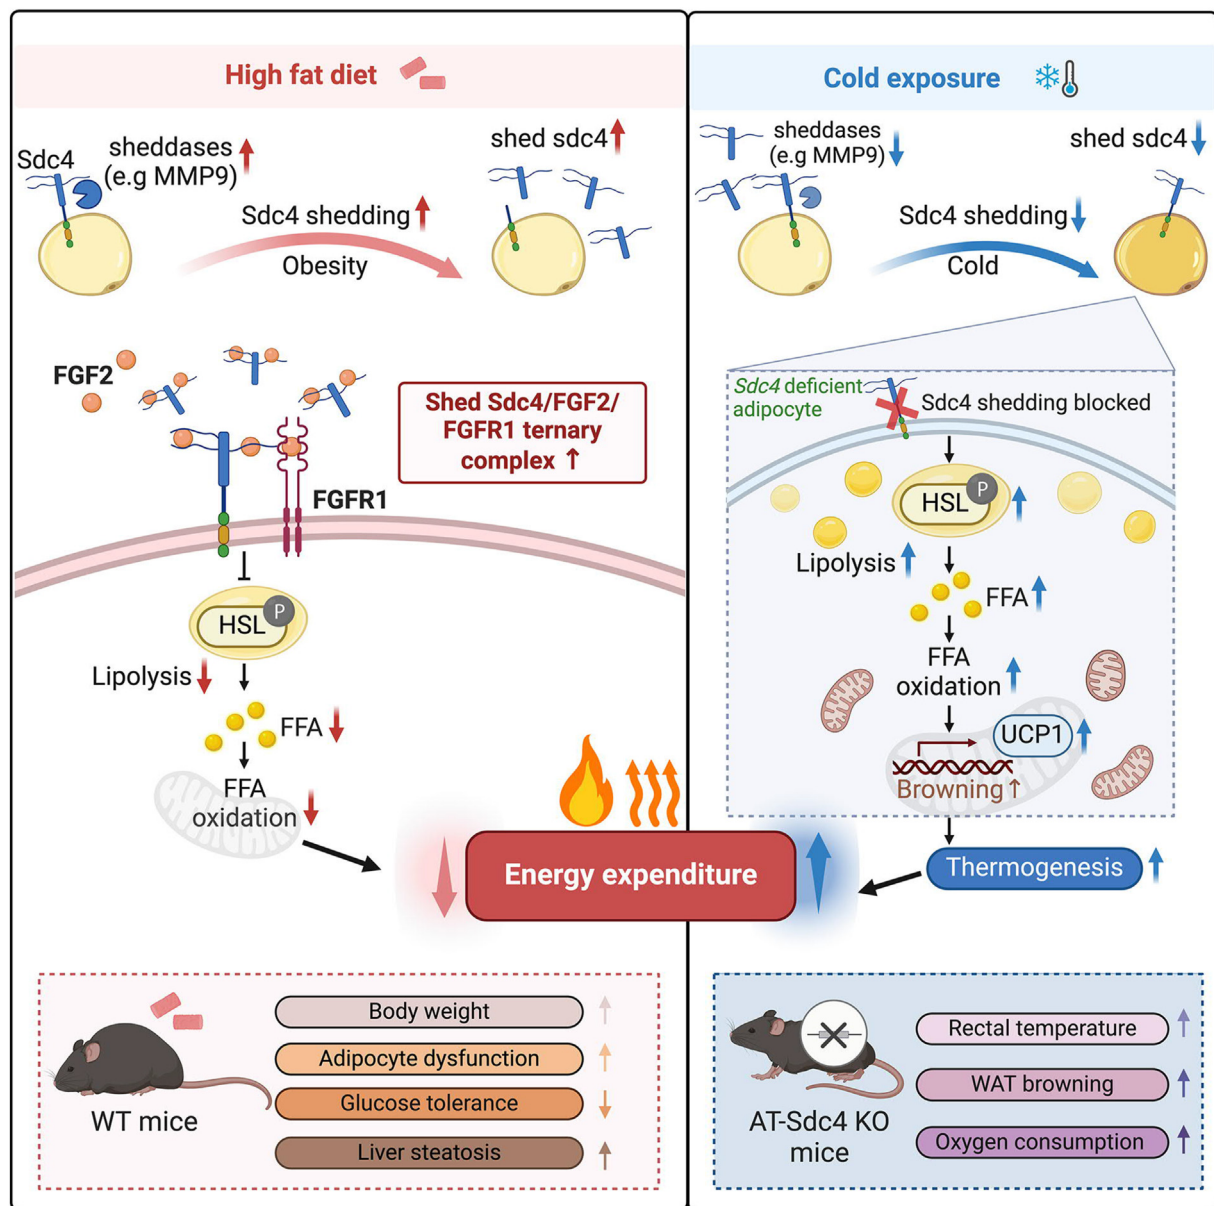 High fat diet
Sdc4
sheddases
(e.g MMP9)
shed sdc4
Sdc4 shedding
Obesity
FGF2
Shed Sdc4/FGF2/
FGFR1 ternary
complex ↑
FGFR1
HSL
P
Lipolysis
FFA
FFA
oxidation
Cold exposure
sheddases
(e.g MMP9)
shed sdc4
Sdc4 shedding
Cold
Sdc4 deficient
adipocyte
Sdc4 shedding blocked
HSL
P
Lipolysis
FFA
FFA
oxidation
UCP1
Browning ↑
Thermogenesis
Energy expenditure
WT mice
Body weight
Adipocyte dysfunction
Glucose tolerance
Liver steatosis
AT-Sdc4 KO
mice
Rectal temperature
WAT browning
Oxygen consumption